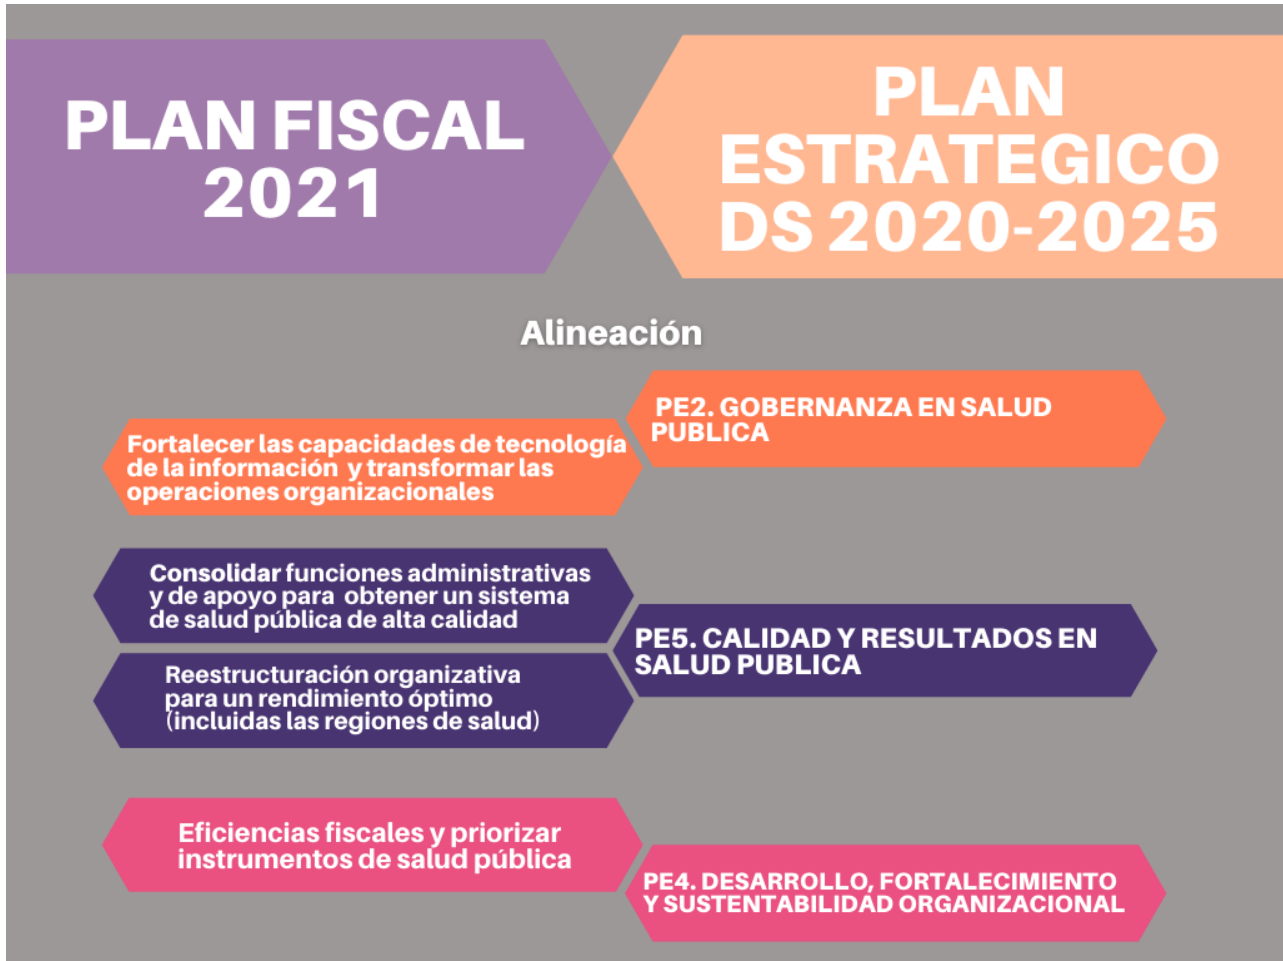 PLAN FISCAL
2021
PLAN
ESTRATEGICO
DS 2020-2025
Alineación
PE2. GOBERNANZA EN SALUD
PUBLICA
Fortalecer las capacidades de tecnología
de la información y transformar las
operaciones organizacionales
Consolidar funciones administrativas
y de apoyo para obtener un sistema
de salud pública de alta calidad
PE5. CALIDAD Y RESULTADOS EN
SALUD PUBLICA
Reestructuración organizativa
para un rendimiento óptimo
(incluidas las regiones de salud)
Eficiencias fiscales y priorizar
instrumentos de salud pública
PE4. DESARROLLO, FORTALECIMIENTO
Y SUSTENTABILIDAD ORGANIZACIONAL